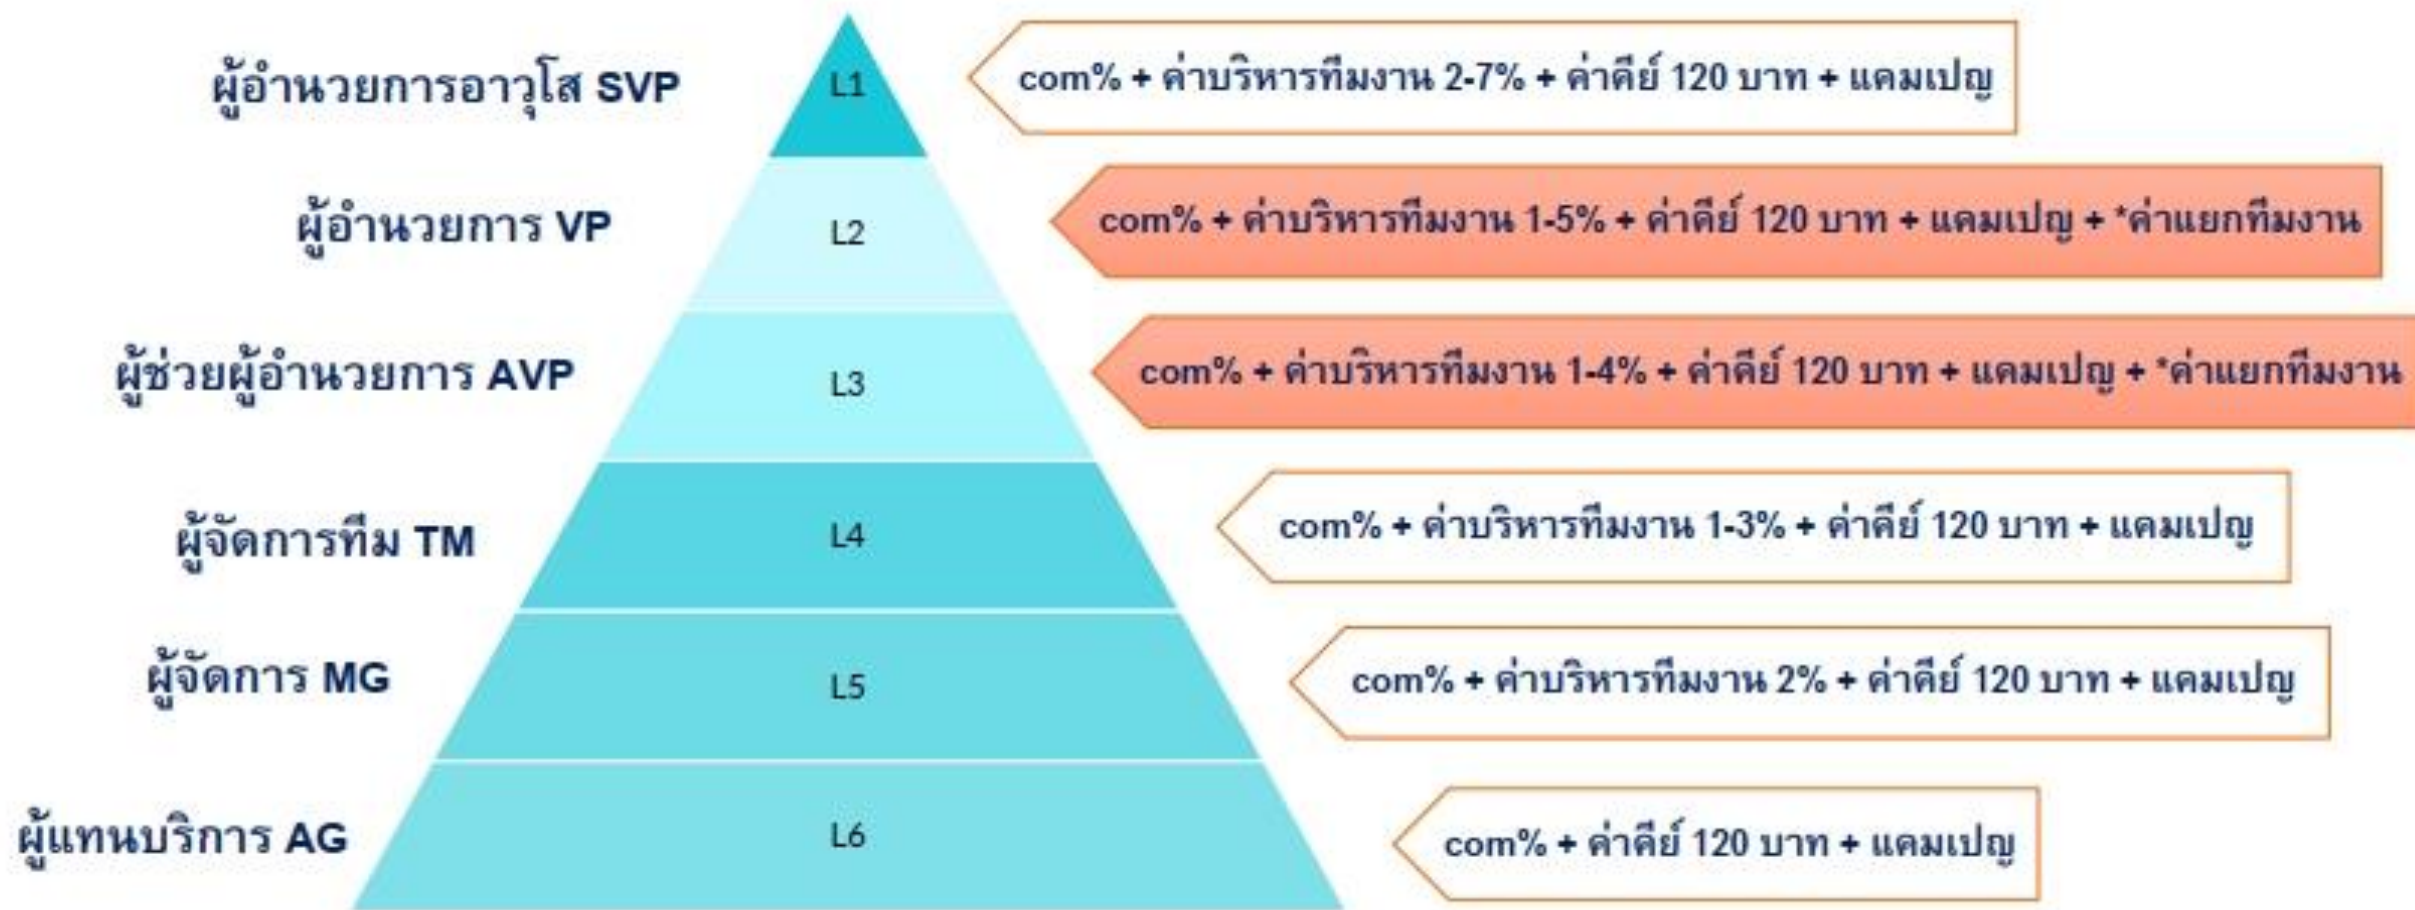 ผู้อำนวยการอาวุโส SVP
L1
com% + ค่าบริหารทีมงาน 2-7% + ค่าคีย์ 120 บาท + แคมเปญ
ผู้อำนวยการ VP
L2
com% + ค่าบริหารทีมงาน 1-5% + ค่าคีย์ 120 บาท + แคมเปญ + *ค่าแยกทีมงาน
ผู้ช่วยผู้อำนวยการ AVP
L3
com% + ค่าบริหารทีมงาน 1-4% + ค่าคีย์ 120 บาท + แคมเปญ + *ค่าแยกทีมงาน
ผู้จัดการทีม TM
L4
com% + ค่าบริหารทีมงาน 1-3% + ค่าคีย์ 120 บาท + แคมเปญ
ผู้จัดการ MG
L5
com% + ค่าบริหารทีมงาน 2% + ค่าคีย์ 120 บาท + แคมเปญ
ผู้แทนบริการ AG
L6
com% + ค่าคีย์ 120 บาท + แคมเปญ